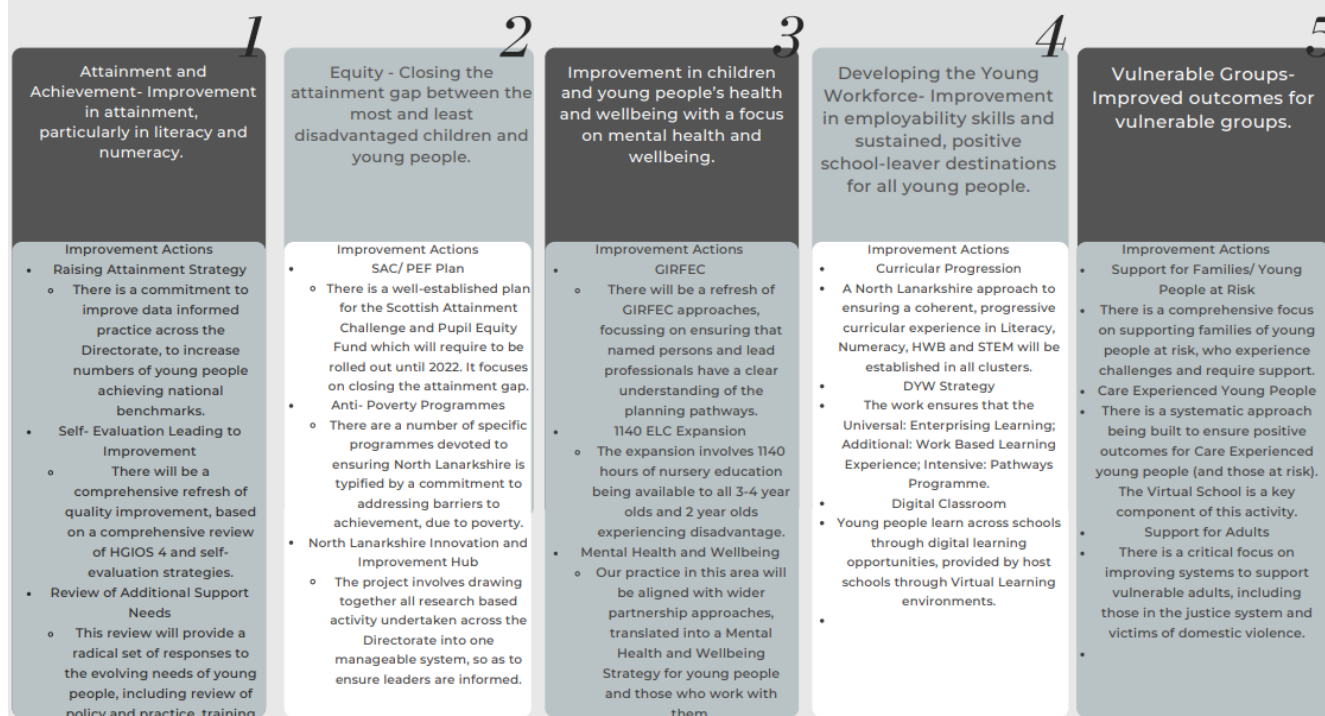 1
Attainment and
Achievement- Improvement
in attainment,
particularly in literacy and
numeracy.
Improvement Actions
• Raising Attainment Strategy
◦ There is a commitment to
improve data informed
practice across the
Directorate, to increase
numbers of young people
achieving national
benchmarks.
• Self- Evaluation Leading to
Improvement
◦ There will be a
comprehensive refresh of
quality improvement, based
on a comprehensive review
of HGIOS 4 and self-
evaluation strategies.
• Review of Additional Support
Needs
◦ This review will provide a
radical set of responses to
the evolving needs of young
people, including review of
policy and practice, training
2
Equity - Closing the
attainment gap between the
most and least
disadvantaged children and
young people.
Improvement Actions
• SAC/ PEF Plan
◦ There is a well-established plan
for the Scottish Attainment
Challenge and Pupil Equity
Fund which will require to be
rolled out until 2022. It focuses
on closing the attainment gap.
• Anti- Poverty Programmes
◦ There are a number of specific
programmes devoted to
ensuring North Lanarkshire is
typified by a commitment to
addressing barriers to
achievement, due to poverty.
• North Lanarkshire Innovation and
Improvement Hub
◦ The project involves drawing
together all research based
activity undertaken across the
Directorate into one
manageable system, so as to
ensure leaders are informed.
3
Improvement in children
and young people's health
and wellbeing with a focus
on mental health and
wellbeing.
Improvement Actions
• GIRFEC
◦ There will be a refresh of
GIRFEC approaches,
focussing on ensuring that
named persons and lead
professionals have a clear
understanding of the
planning pathways.
• 1140 ELC Expansion
◦ The expansion involves 1140
hours of nursery education
being available to all 3-4 year
olds and 2 year olds
experiencing disadvantage.
• Mental Health and Wellbeing
◦ Our practice in this area will
be aligned with wider
partnership approaches,
translated into a Mental
Health and Wellbeing
Strategy for young people
and those who work with
them
4
Developing the Young
Workforce- Improvement
in employability skills and
sustained, positive
school-leaver destinations
for all young people.
Improvement Actions
• Curricular Progression
• A North Lanarkshire approach to
ensuring a coherent, progressive
curricular experience in Literacy,
Numeracy, HWB and STEM will be
established in all clusters.
• DYW Strategy
• The work ensures that the
Universal: Enterprising Learning;
Additional: Work Based Learning
Experience; Intensive: Pathways
Programme.
• Digital Classroom
• Young people learn across schools
through digital learning
opportunities, provided by host
schools through Virtual Learning
environments.
•
5
Vulnerable Groups-
Improved outcomes for
vulnerable groups.
Improvement Actions
• Support for Families/ Young
People at Risk
• There is a comprehensive focus
on supporting families of young
people at risk, who experience
challenges and require support.
• Care Experienced Young People
• There is a systematic approach
being built to ensure positive
outcomes for Care Experienced
young people (and those at risk).
The Virtual School is a key
component of this activity.
• Support for Adults
• There is a critical focus on
improving systems to support
vulnerable adults, including
those in the justice system and
victims of domestic violence.
•